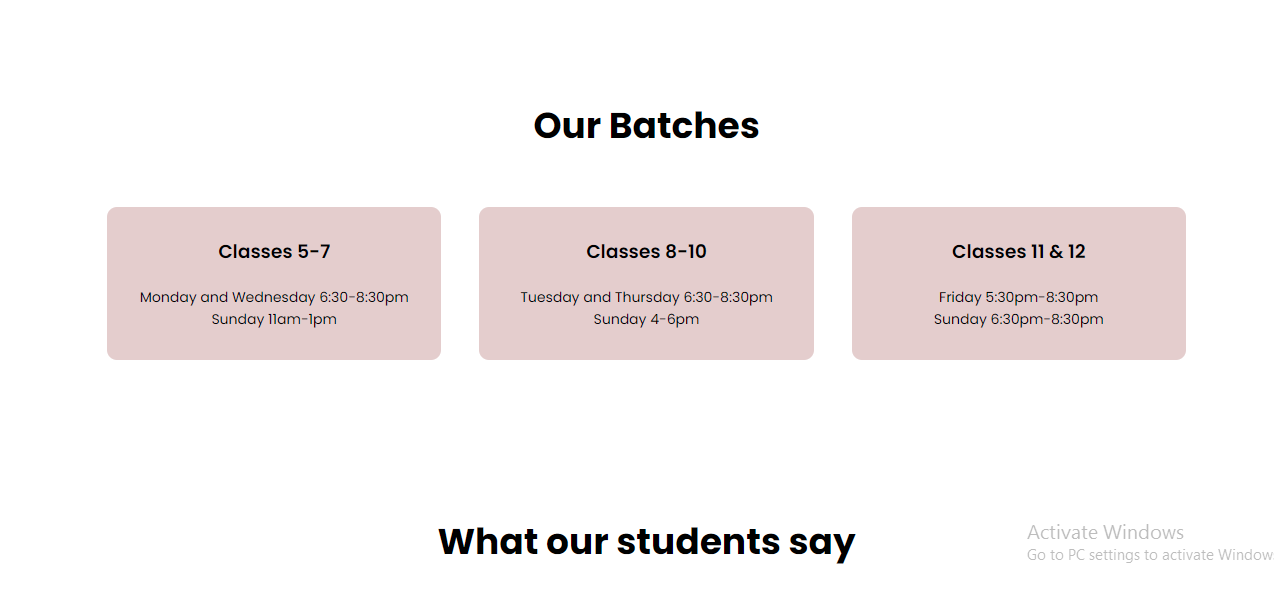 Our Batches
Classes 5-7
Monday and Wednesday 6:30-8:30pm
Sunday 11am-1pm
Classes 8-10
Tuesday and Thursday 6:30-8:30pm
Sunday 4-6pm
Classes 11 & 12
Friday 5:30pm-8:30pm
Sunday 6:30pm-8:30pm
What our students say
Activate Windows
Go to PC settings to activate Window